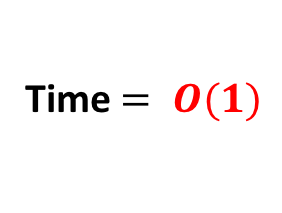 Time = O(1)